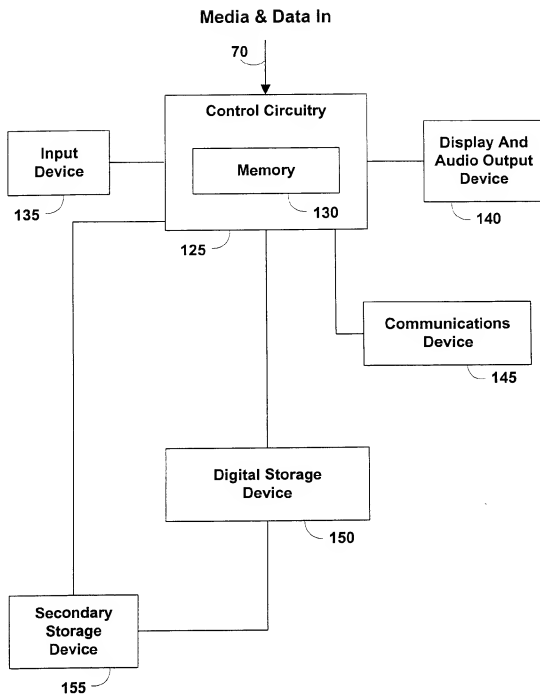 Media & Data In
70
Control Circuitry
Memory
130
125
Input
Device
135
Display And
Audio Output
Device
140
Communications
Device
145
Digital Storage
Device
150
Secondary
Storage
Device
155